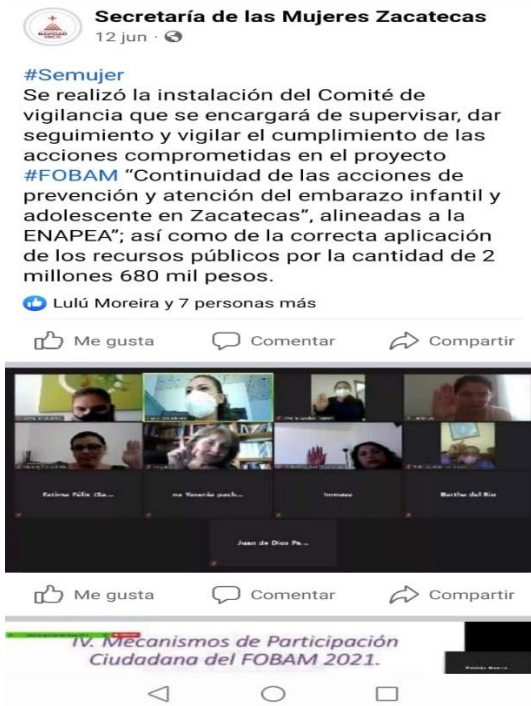 Secretaría de las Mujeres Zacatecas
12 jun ·
#Semujer
Se realizó la instalación del Comité de
vigilancia que se encargará de supervisar, dar
seguimiento y vigilar el cumplimiento de las
acciones comprometidas en el proyecto
#FOBAM “Continuidad de las acciones de
prevención y atención del embarazo infantil y
adolescente en Zacatecas”, alineadas a la
ENAPEA”; así como de la correcta aplicación
de los recursos públicos por la cantidad de 2
millones 680 mil pesos.
Lulú Moreira y 7 personas más
Me gusta Comentar Compartir
Fatima Félix (Sa...
Bertha del Rio
Juan de Dios Pe...
Me gusta Comentar Compartir
IV. Mecanismos de Participación
Ciudadana del FOBAM 2021.